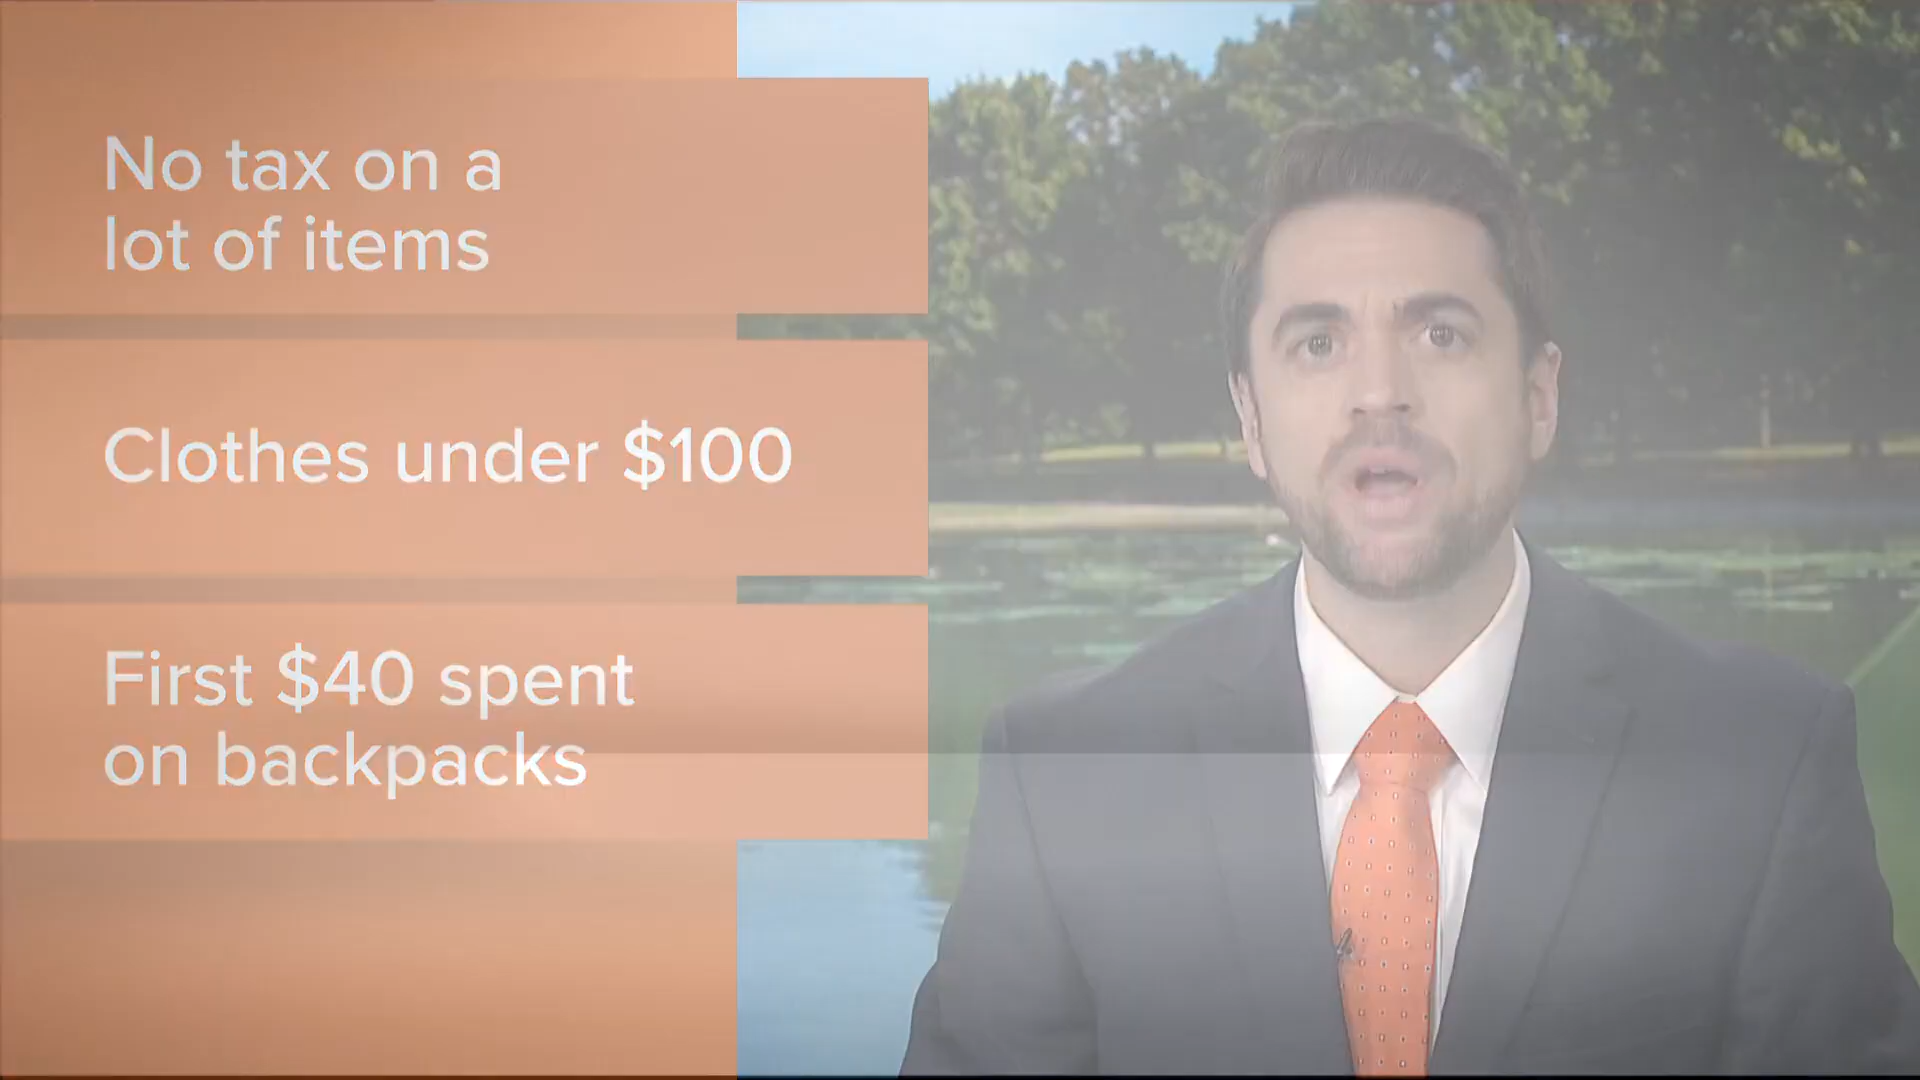 No tax on a
lot of items
Clothes under $100
First $40 spent
on backpacks